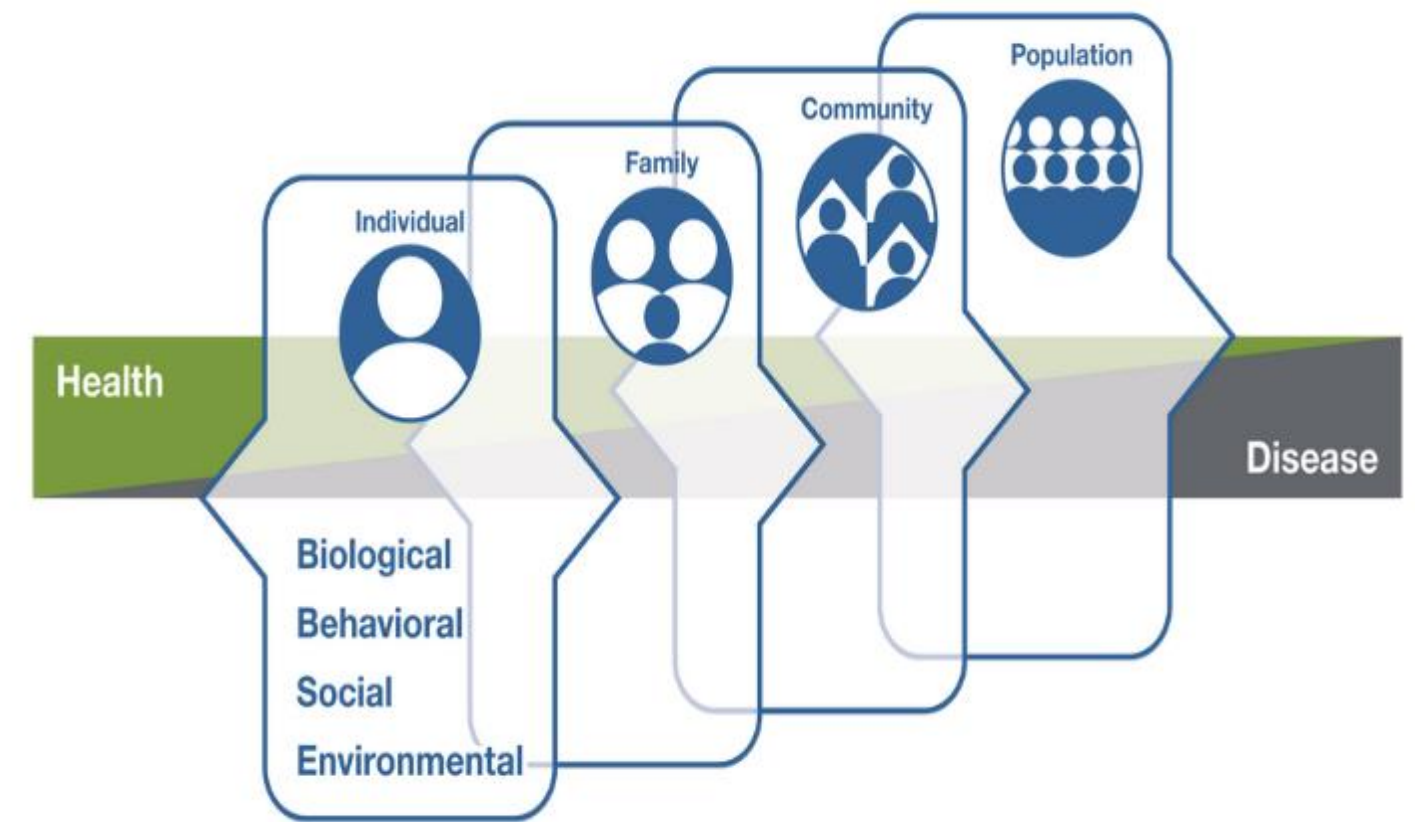 Population
Community
Family
Individual
Health
Disease
Biological
Behavioral
Social
Environmental